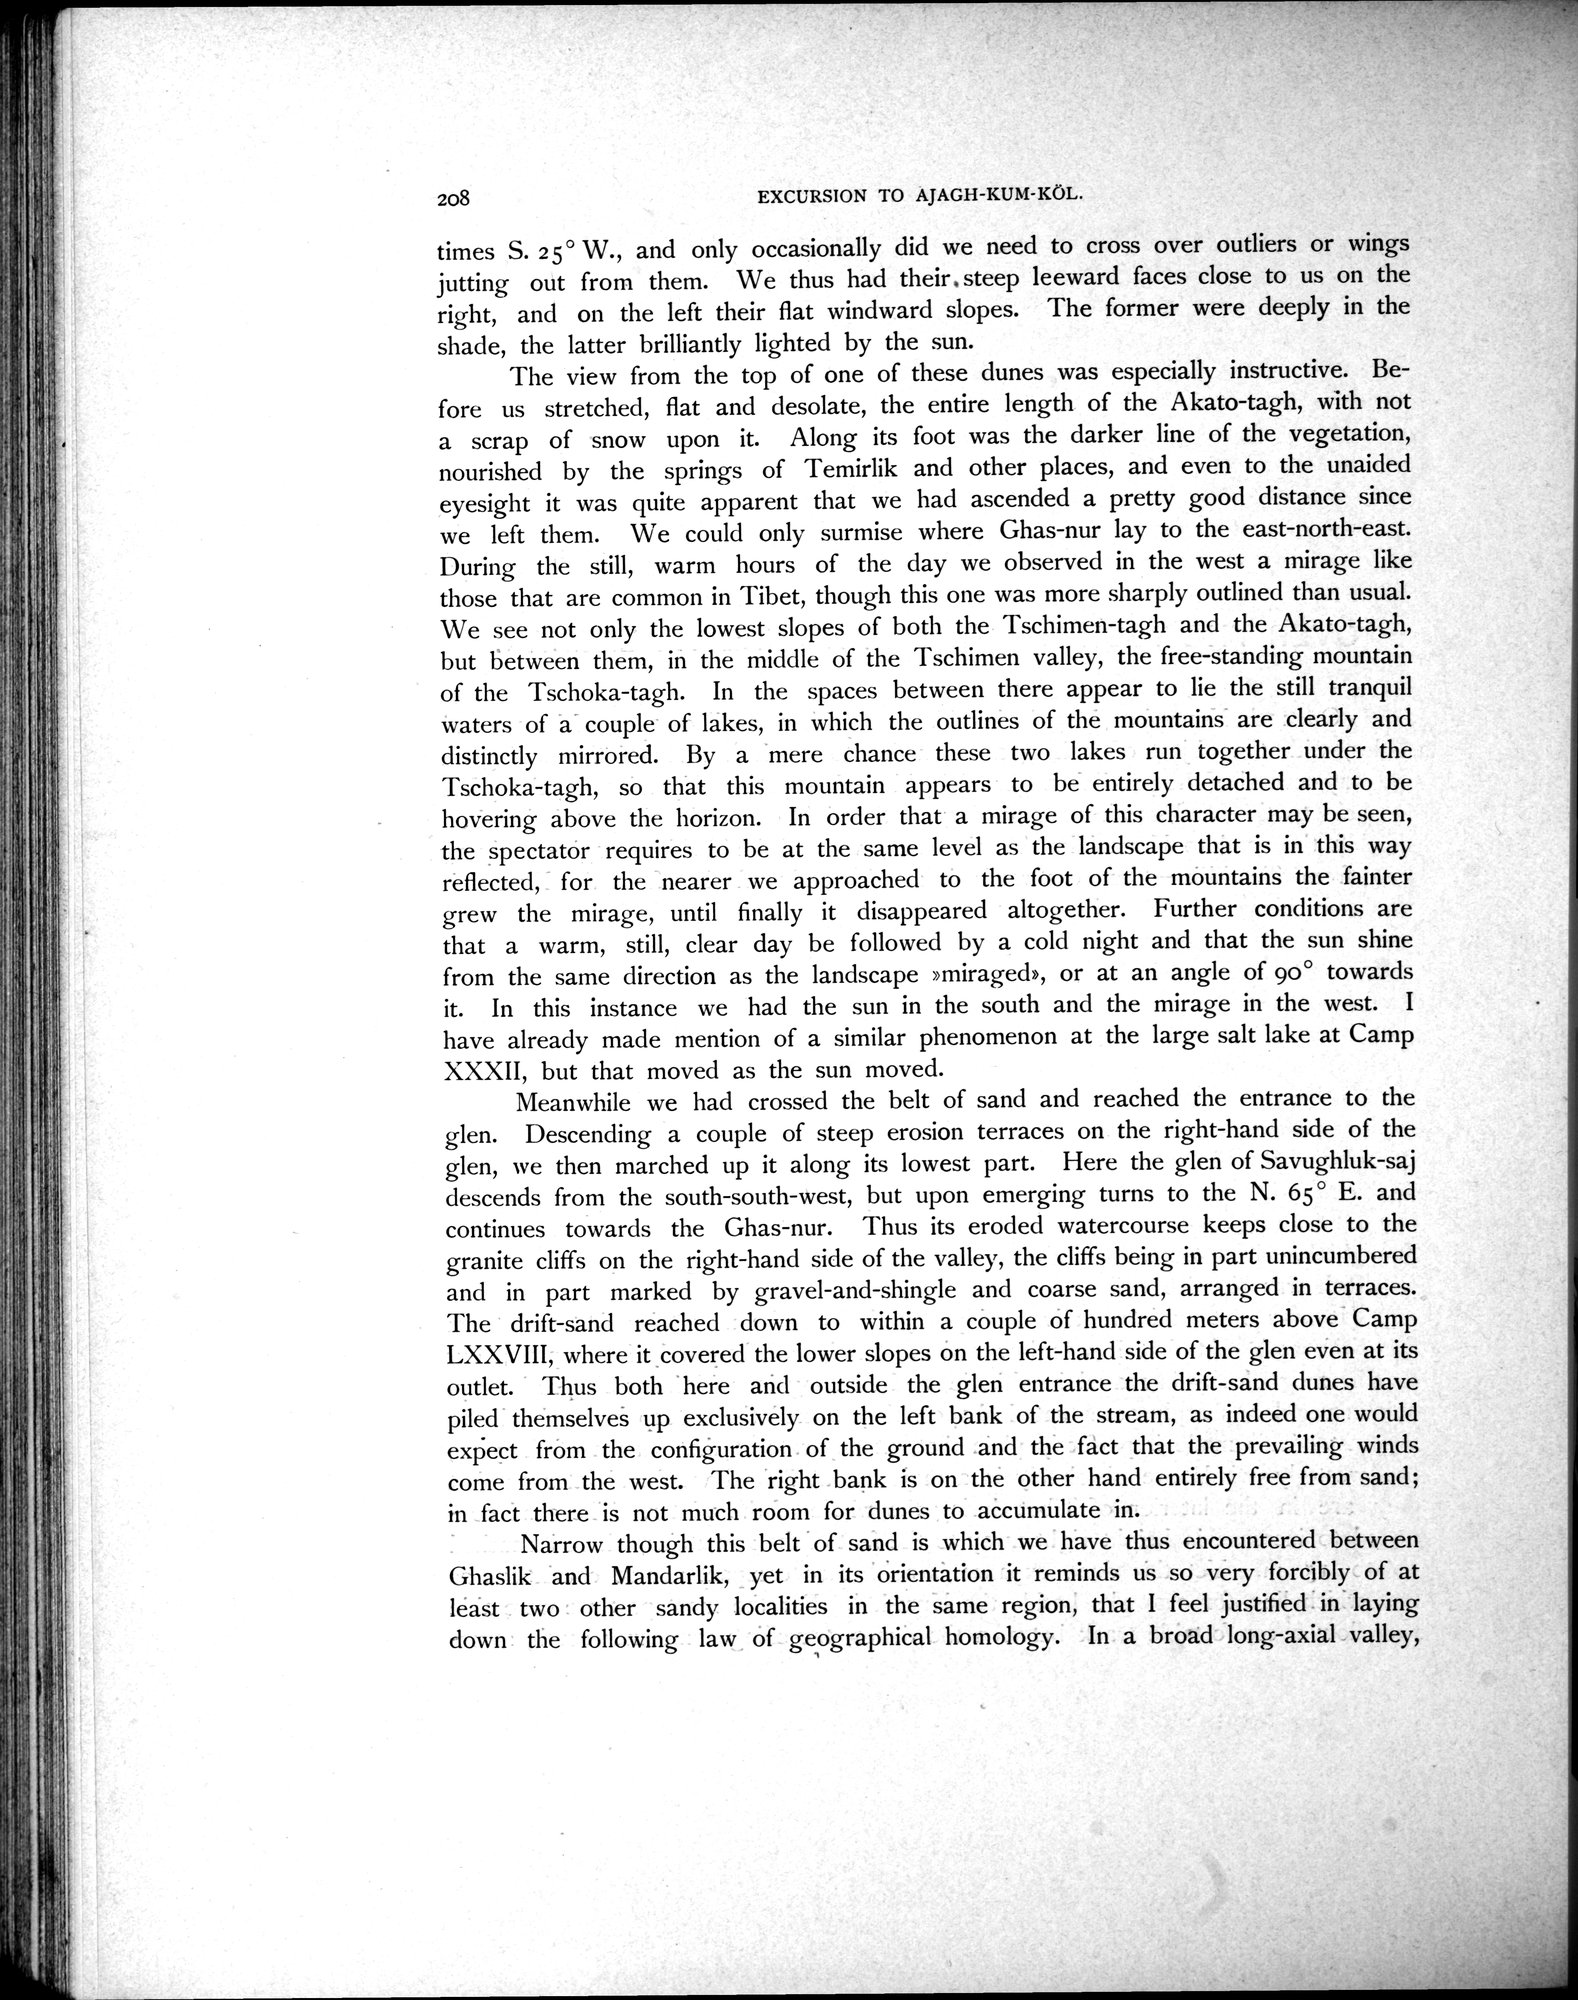 208
EXCURSION TO AJAGH-KUM-KÖL.
times S. 25° W., and only occasionally did we need to cross over outliers or wings
jutting out from them. We thus had their steep leeward faces close to us on the
right, and on the left their flat windward slopes. The former were deeply in the
shade, the latter brilliantly lighted by the sun.
The view from the top of one of these dunes was especially instructive. Be-
fore us stretched, flat and desolate, the entire length of the Akato-tagh, with not
a scrap of snow upon it. Along its foot was the darker line of the vegetation,
nourished by the springs of Temirlik and other places, and even to the unaided
eyesight it was quite apparent that we had ascended a pretty good distance since
we left them. We could only surmise where Ghas-nur lay to the east-north-east.
During the still, warm hours of the day we observed in the west a mirage like
those that are common in Tibet, though this one was more sharply outlined than usual.
We see not only the lowest slopes of both the Tschimen-tagh and the Akato-tagh,
but between them, in the middle of the Tschimen valley, the free-standing mountain
of the Tschoka-tagh. In the spaces between there appear to lie the still tranquil
waters of a couple of lakes, in which the outlines of the mountains are clearly and
distinctly mirrored. By a mere chance these two lakes run together under the
Tschoka-tagh, so that this mountain appears to be entirely detached and to be
hovering above the horizon. In order that a mirage of this character may be seen,
the spectator requires to be at the same level as the landscape that is in this way
reflected, for the nearer we approached to the foot of the mountains the fainter
grew the mirage, until finally it disappeared altogether. Further conditions are
that a warm, still, clear day be followed by a cold night and that the sun shine
from the same direction as the landscape »miraged», or at an angle of 90° towards
it. In this instance we had the sun in the south and the mirage in the west. I
have already made mention of a similar phenomenon at the large salt lake at Camp
XXXII, but that moved as the sun moved.
Meanwhile we had crossed the belt of sand and reached the entrance to the
glen. Descending a couple of steep erosion terraces on the right-hand side of the
glen, we then marched up it along its lowest part. Here the glen of Savughluk-saj
descends from the south-south-west, but upon emerging turns to the N. 65° E. and
continues towards the Ghas-nur. Thus its eroded watercourse keeps close to the
granite cliffs on the right-hand side of the valley, the cliffs being in part unincumbered
and in part marked by gravel-and-shingle and coarse sand, arranged in terraces.
The drift-sand reached down to within a couple of hundred meters above Camp
LXXVIII, where it covered the lower slopes on the left-hand side of the glen even at its
outlet. Thus both here and outside the glen entrance the drift-sand dunes have
piled themselves up exclusively on the left bank of the stream, as indeed one would
expect from the configuration of the ground and the fact that the prevailing winds
come from the west. The right bank is on the other hand entirely free from sand;
in fact there is not much room for dunes to accumulate in.
Narrow though this belt of sand is which we have thus encountered between
Ghaslik and Mandarlik, yet in its orientation it reminds us so very forcibly of at
least two other sandy localities in the same region, that I feel justified in laying
down the following law of geographical homology. In a broad long-axial valley,